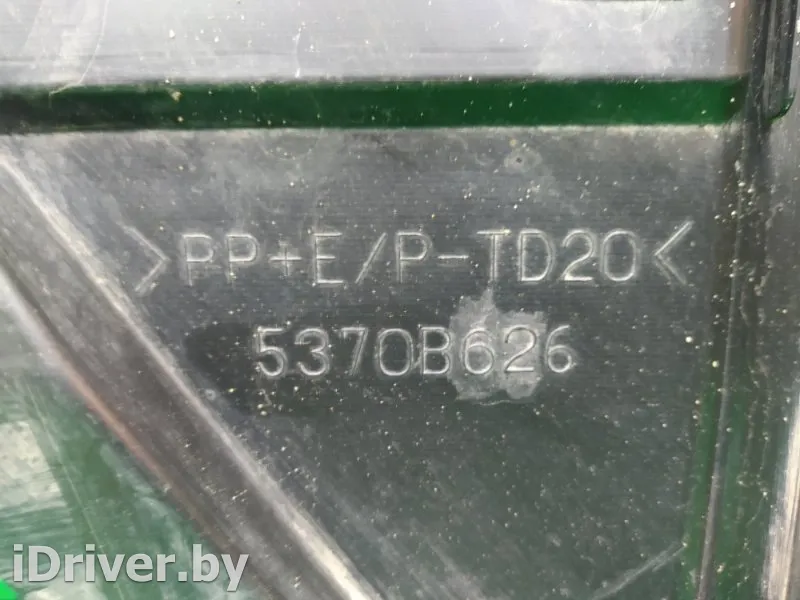 >PP+E/P-TD20<
5370B626
iDriver.by